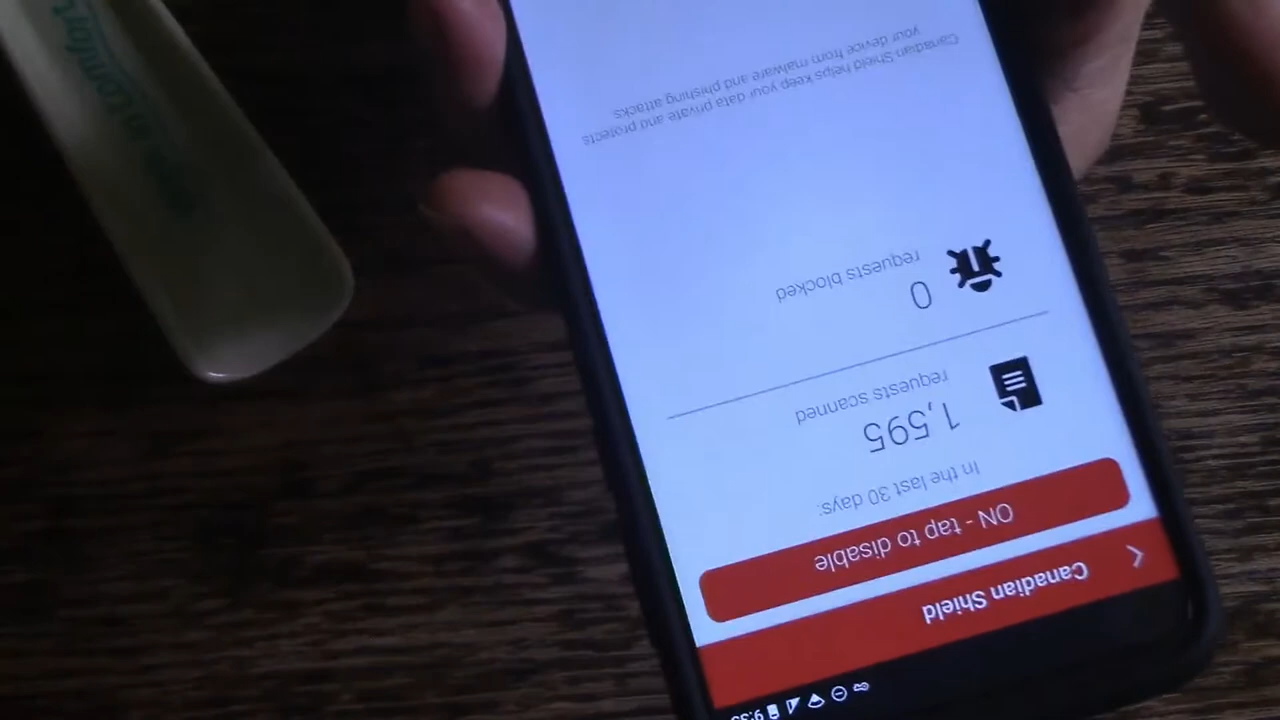 Canadian Shield
ON - tap to disable
In the last 30 days:
1,595
requests scanned
0
requests blocked
Canadian Shield helps keep your data private and protects
your device from malware and phishing attacks